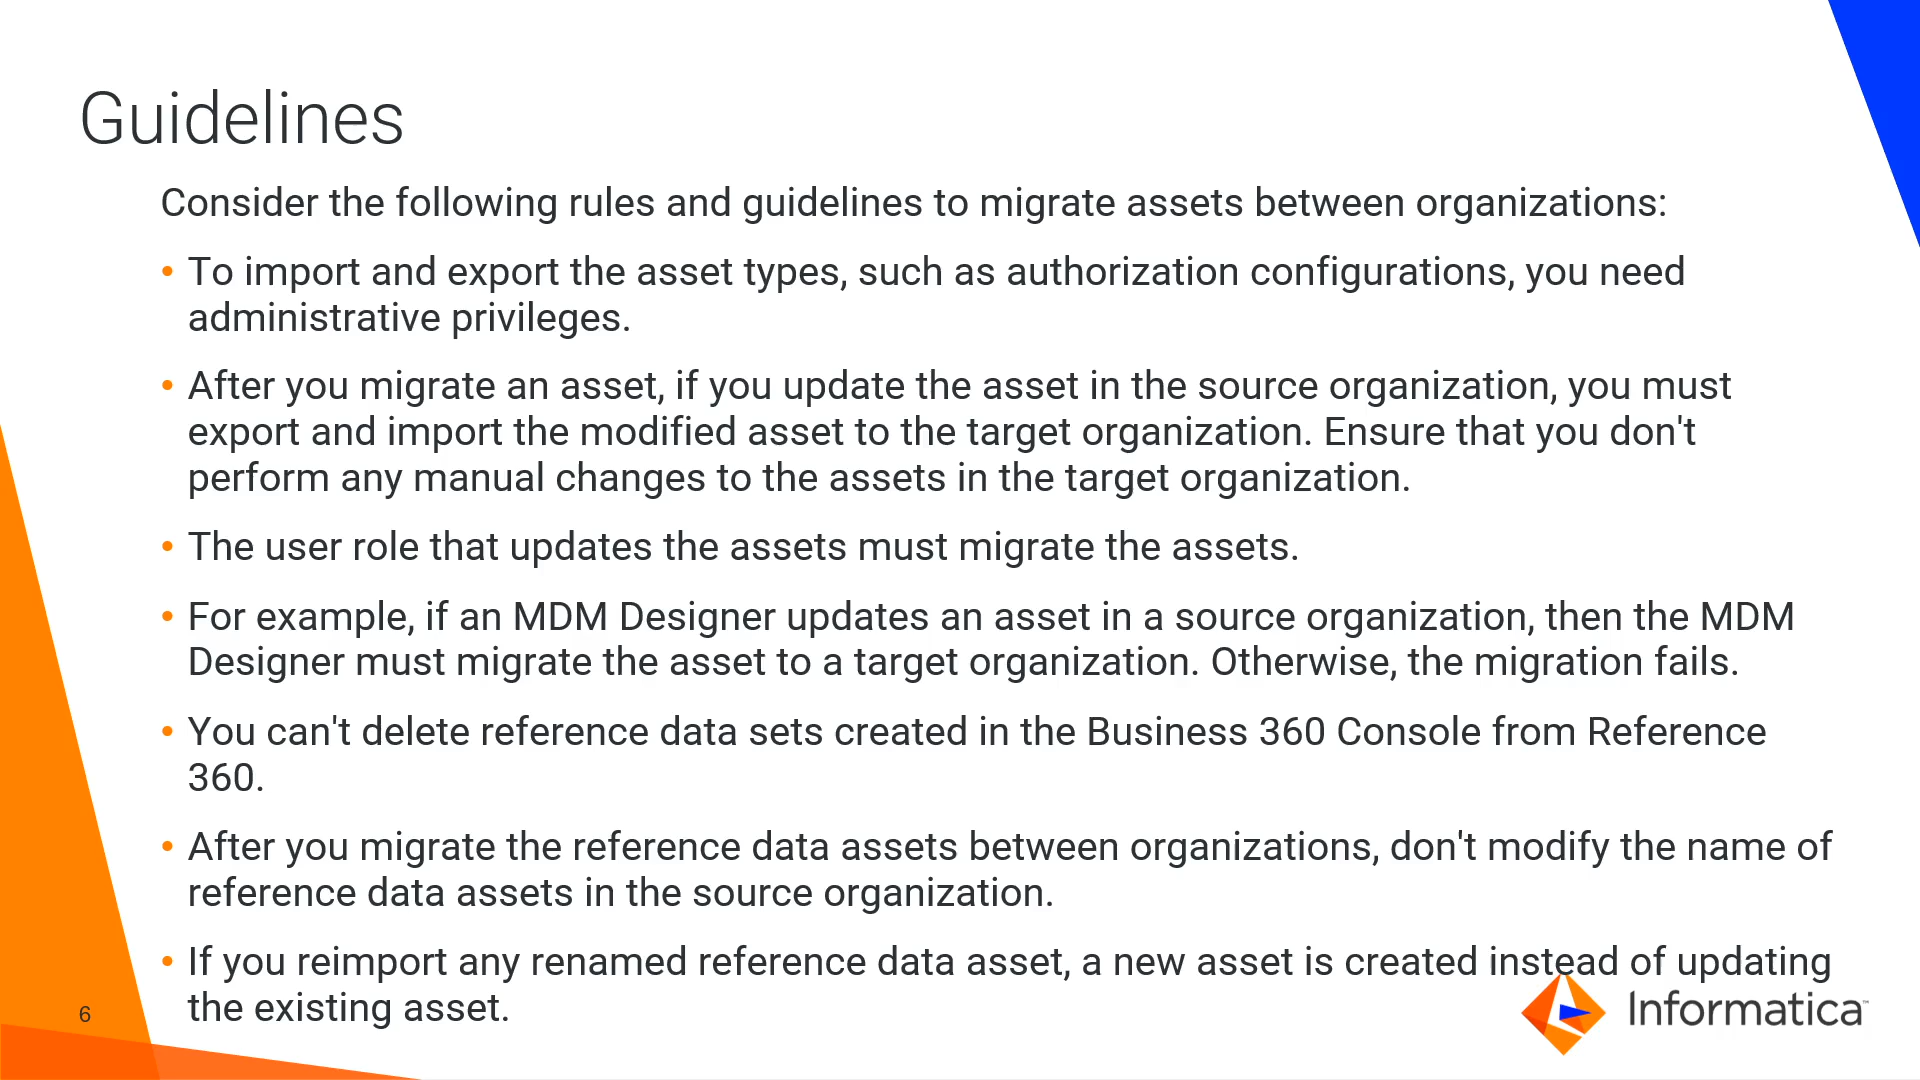 Guidelines
Consider the following rules and guidelines to migrate assets between organizations:
• To import and export the asset types, such as authorization configurations, you need
administrative privileges.
• After you migrate an asset, if you update the asset in the source organization, you must
export and import the modified asset to the target organization. Ensure that you don't
perform any manual changes to the assets in the target organization.
• The user role that updates the assets must migrate the assets.
• For example, if an MDM Designer updates an asset in a source organization, then the MDM
Designer must migrate the asset to a target organization. Otherwise, the migration fails.
• You can't delete reference data sets created in the Business 360 Console from Reference
360.
• After you migrate the reference data assets between organizations, don't modify the name of
reference data assets in the source organization.
• If you reimport any renamed reference data asset, a new asset is created instead of updating
the existing asset.
6
Informatica™